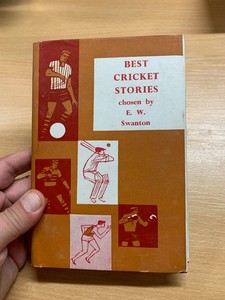 BEST
CRICKET
STORIES
chosen by
E. W.
Swanton